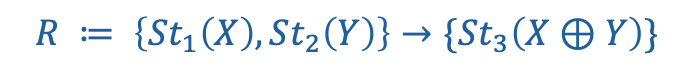 R := {St₁(X), St₂(Y)} → {St₃(X ⊕ Y)}